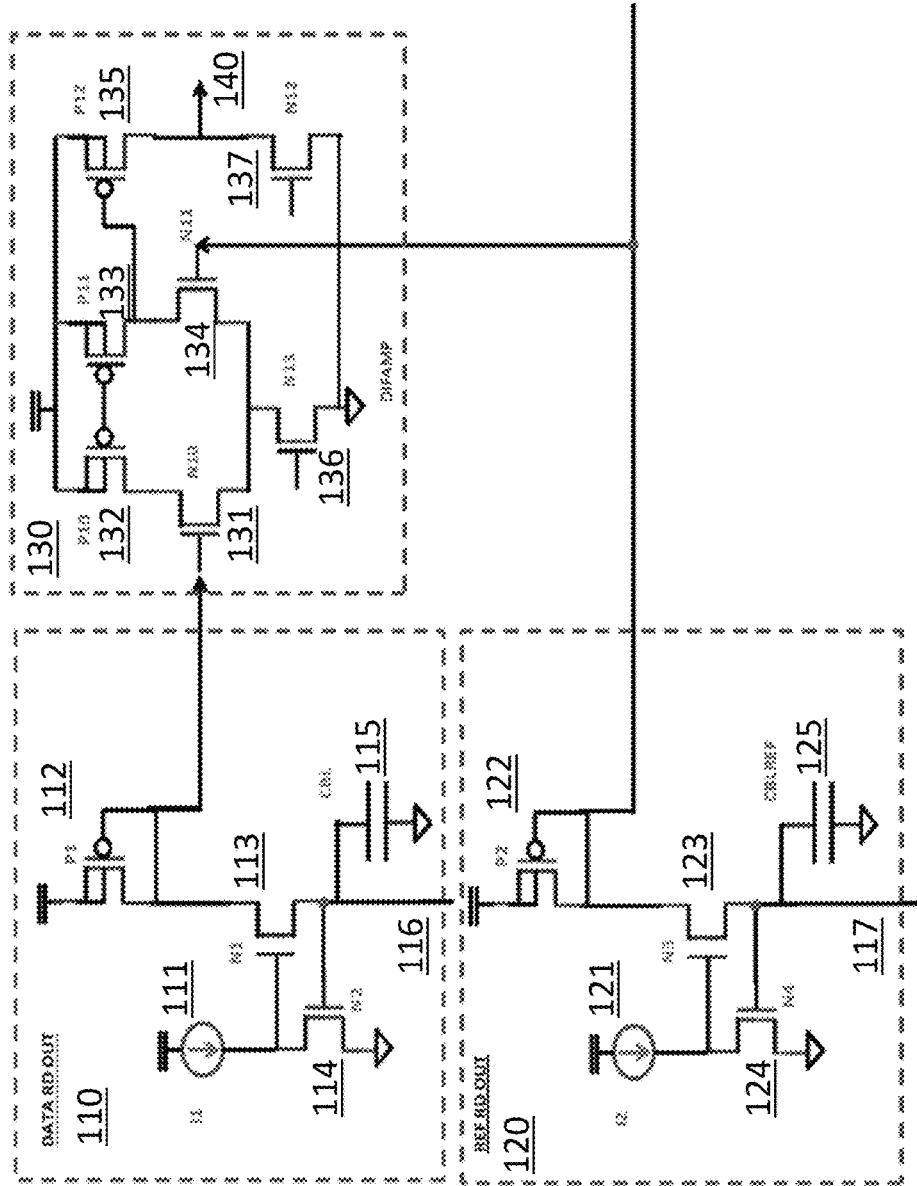 DATA RD OUT
110
I1
111
P1
112
N1
113
N2
114
CBL
115
116
REF RD OUT
120
I2
121
P2
122
N3
123
N4
124
CBLREF
125
117
130
P10
132
P11
133
P12
135
N10
131
N11
134
140
137
N12
N13
136
DIFAMP